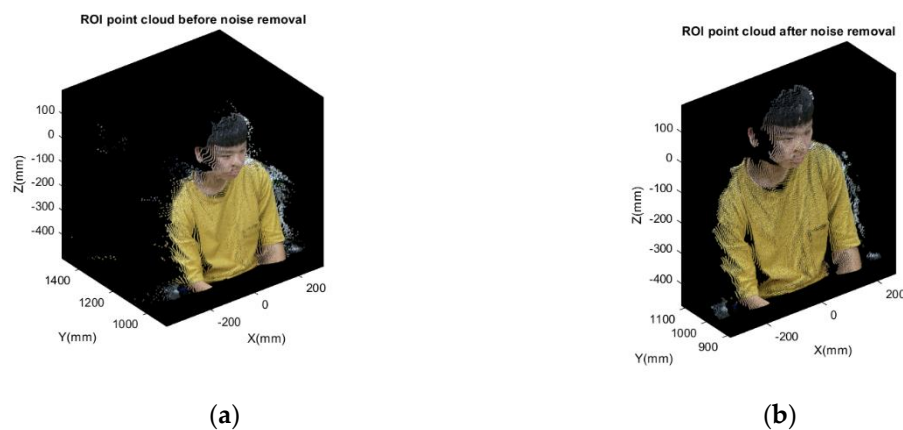 ROI point cloud before noise removal
100
0
-100
-200
-300
-400
Z(mm)
1400
1200
1000
Y(mm)
-200
0
200
X(mm)
(a)
ROI point cloud after noise removal
100
0
-100
-200
-300
-400
Z(mm)
1100
1000
900
Y(mm)
-200
0
200
X(mm)
(b)